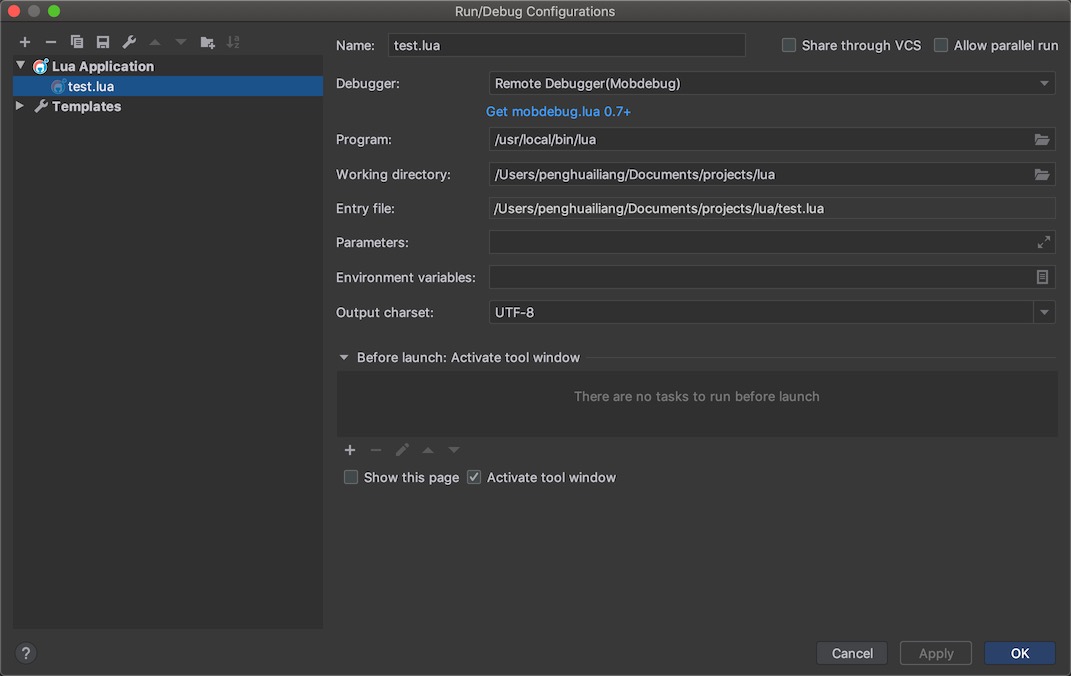 Run/Debug Configurations
Name: test.lua Share through VCS Allow parallel run
Lua Application
test.lua
Templates
Debugger: Remote Debugger(Mobdebug)
Get mobdebug.lua 0.7+
Program: /usr/local/bin/lua
Working directory: /Users/penghuailiang/Documents/projects/lua
Entry file: /Users/penghuailiang/Documents/projects/lua/test.lua
Parameters:
Environment variables:
Output charset: UTF-8
Before launch: Activate tool window
There are no tasks to run before launch
Show this page Activate tool window
? Cancel Apply OK